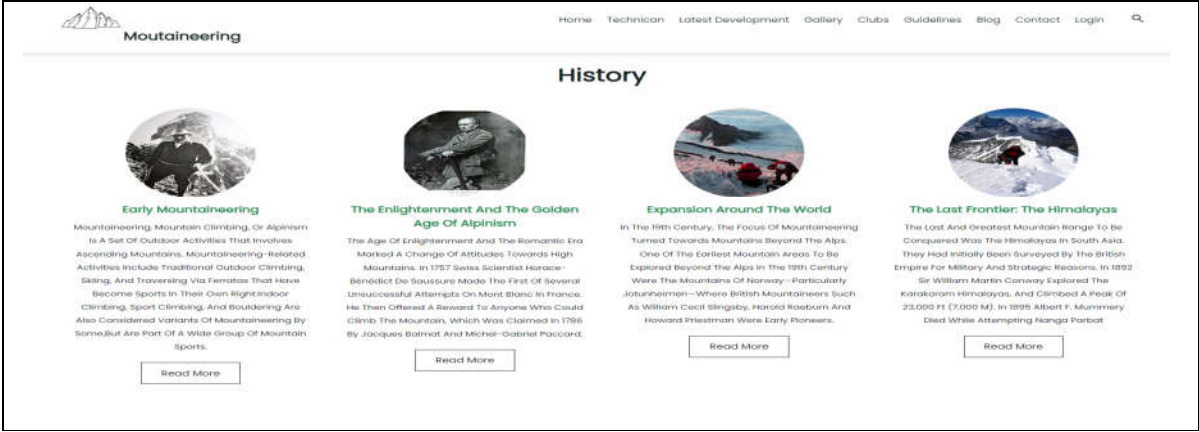 Moutaineering
Home Technican Latest Development Gallery Clubs Guidelines Blog Contact Login
History
Early Mountaineering
Mountaineering, Mountain Climbing, Or Alpinism
Is A Set Of Outdoor Activities That Involves
Ascending Mountains. Mountaineering-Related
Activities Include Traditional Outdoor Climbing,
Skiing, And Traversing Via Ferratas That Have
Become Sports In Their Own Right.Indoor
Climbing, Sport Climbing, And Bouldering Are
Also Considered Variants Of Mountaineering By
Some,But Are Part Of A Wide Group Of Mountain
Sports.
Read More
The Enlightenment And The Golden
Age Of Alpinism
The Age Of Enlightenment And The Romantic Era
Marked A Change Of Attitudes Towards High
Mountains. In 1757 Swiss Scientist Horace-
Bénédict De Saussure Made The First Of Several
Unsuccessful Attempts On Mont Blanc In France.
He Then Offered A Reward To Anyone Who Could
Climb The Mountain, Which Was Claimed In 1786
By Jacques Balmat And Michel-Gabriel Paccard.
Read More
Expansion Around The World
In The 19th Century, The Focus Of Mountaineering
Turned Towards Mountains Beyond The Alps.
One Of The Earliest Mountain Areas To Be
Explored Beyond The Alps In The 19th Century
Were The Mountains Of Norway—Particularly
Jotunheimen—Where British Mountaineers Such
As William Cecil Slingsby, Harold Raeburn And
Howard Priestman Were Early Pioneers.
Read More
The Last Frontier: The Himalayas
The Last And Greatest Mountain Range To Be
Conquered Was The Himalayas In South Asia.
They Had Initially Been Surveyed By The British
Empire For Military And Strategic Reasons. In 1892
Sir William Martin Conway Explored The
Karakoram Himalayas, And Climbed A Peak Of
23,000 Ft (7,000 M). In 1895 Albert F. Mummery
Died While Attempting Nanga Parbat
Read More